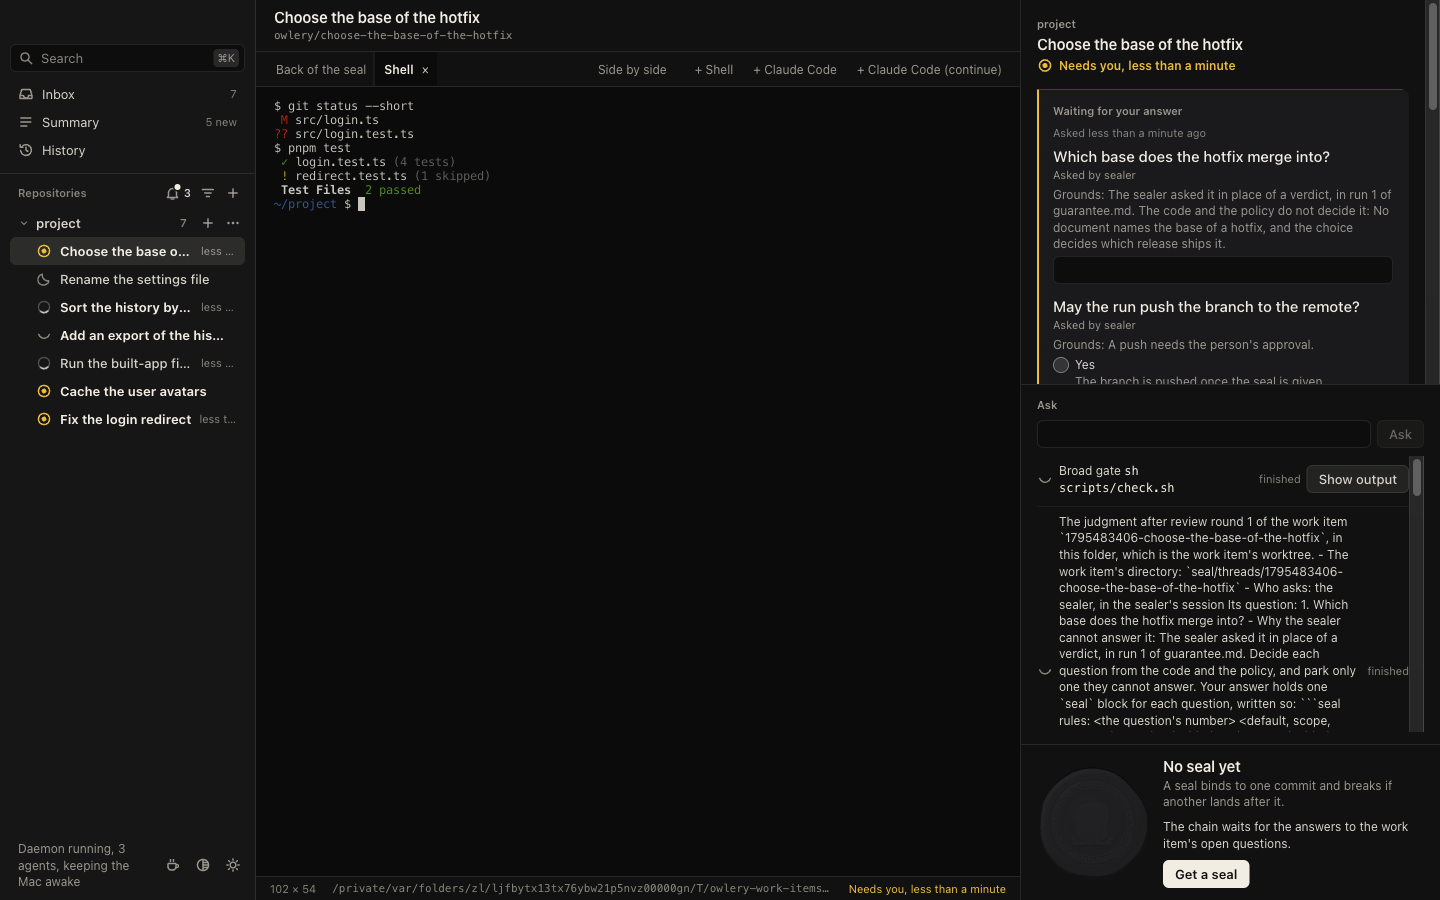 Search ⌘K
Inbox 7
Summary 5 new
History
Repositories 3
project 7
Choose the base o... less ...
Rename the settings file
Sort the history by... less ...
Add an export of the his...
Run the built-app fi... less ...
Cache the user avatars
Fix the login redirect less t...
Daemon running, 3
agents, keeping the
Mac awake
Choose the base of the hotfix
owlery/choose-the-base-of-the-hotfix
Back of the seal Shell × Side by side + Shell + Claude Code + Claude Code (continue)
$ git status --short
M src/login.ts
?? src/login.test.ts
$ pnpm test
✓ login.test.ts (4 tests)
! redirect.test.ts (1 skipped)
Test Files 2 passed
~/project $
102 × 54 /private/var/folders/zl/ljfbytx13tx76ybw21p5nvz00000gn/T/owlery-work-items… Needs you, less than a minute
project
Choose the base of the hotfix
Needs you, less than a minute
Waiting for your answer
Asked less than a minute ago
Which base does the hotfix merge into?
Asked by sealer
Grounds: The sealer asked it in place of a verdict, in run 1 of
guarantee.md. The code and the policy do not decide it: No
document names the base of a hotfix, and the choice
decides which release ships it.
May the run push the branch to the remote?
Asked by sealer
Grounds: A push needs the person's approval.
Yes
The branch is pushed once the seal is given
Ask
Ask
Broad gate sh
scripts/check.sh
finished Show output
The judgment after review round 1 of the work item
`1795483406-choose-the-base-of-the-hotfix`, in
this folder, which is the work item's worktree. - The
work item's directory: `seal/threads/1795483406-
choose-the-base-of-the-hotfix` - Who asks: the
sealer, in the sealer's session Its question: 1. Which
base does the hotfix merge into? - Why the sealer
cannot answer it: The sealer asked it in place of a
verdict, in run 1 of guarantee.md. Decide each
question from the code and the policy, and park only finished
one they cannot answer. Your answer holds one
`seal` block for each question, written so: ```seal
rules: <the question's number> <default, scope,
No seal yet
A seal binds to one commit and breaks if
another lands after it.
The chain waits for the answers to the work
item's open questions.
Get a seal